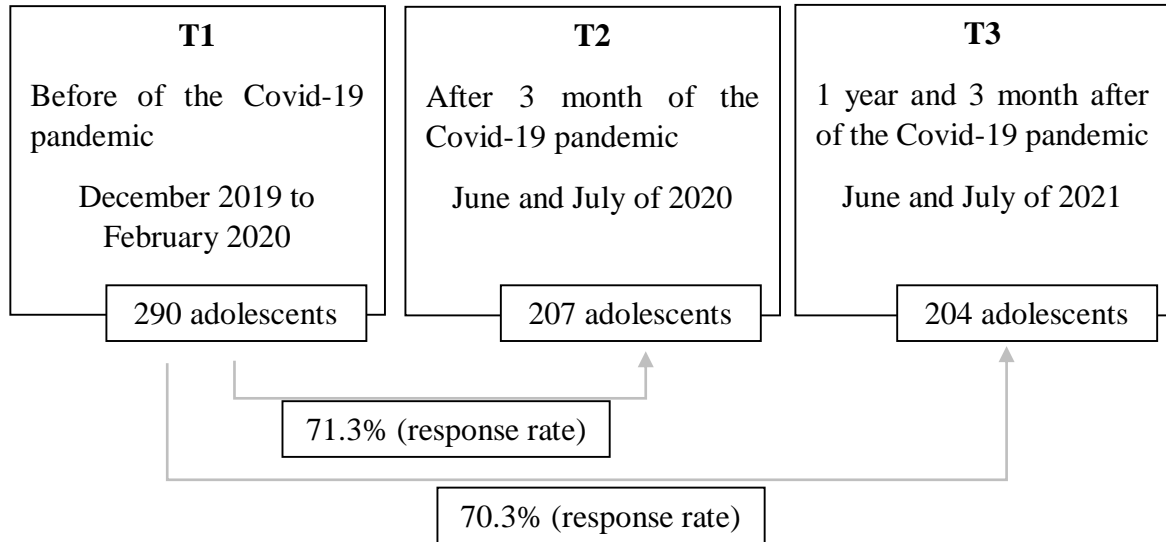 T1
Before of the Covid-19
pandemic
December 2019 to
February 2020
290 adolescents
T2
After 3 month of the
Covid-19 pandemic
June and July of 2020
207 adolescents
T3
1 year and 3 month after
of the Covid-19 pandemic
June and July of 2021
204 adolescents
71.3% (response rate)
70.3% (response rate)